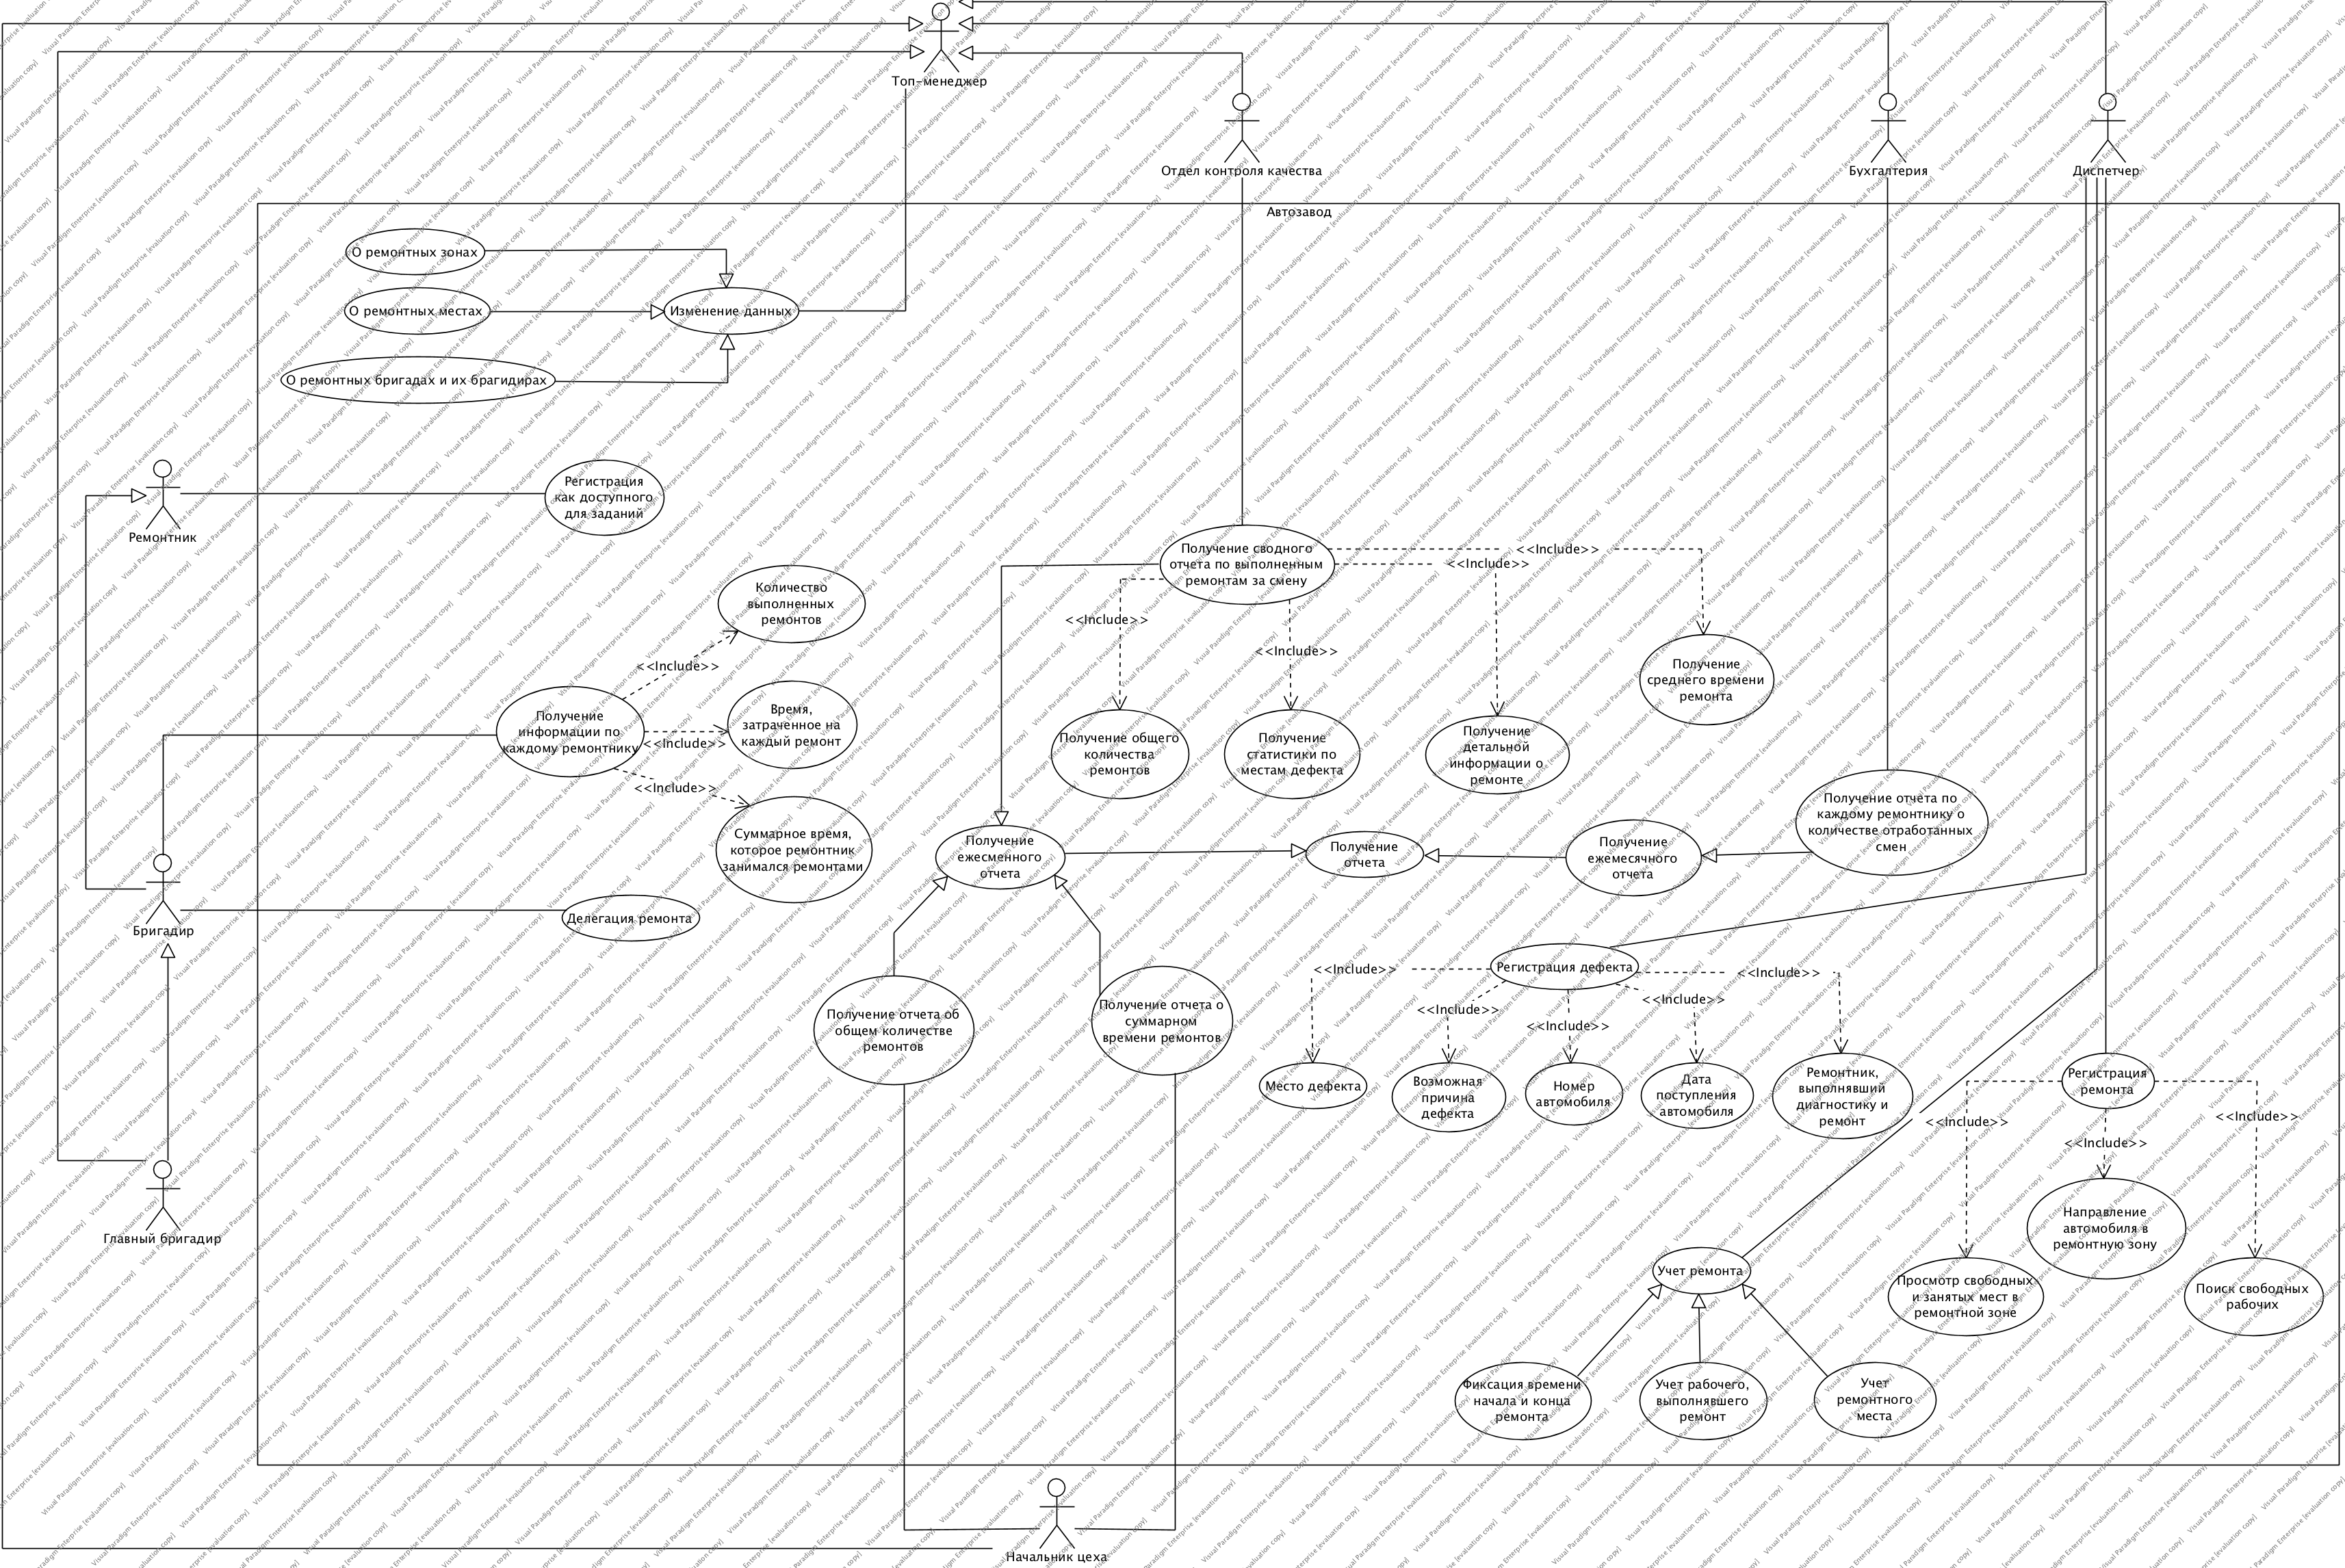 Топ-менеджер
Отдел контроля качества
Бухгалтерия
Диспетчер
Автозавод
О ремонтных зонах
О ремонтных местах
Изменение данных
О ремонтных бригадах и их брагидирах
Ремонтник
Регистрация
как доступного
для заданий
Получение сводного
отчета по выполненным
ремонтам за смену
<<Include>>
<<Include>>
<<Include>>
<<Include>>
Количество
выполненных
ремонтов
<<Include>>
Получение
информации по
каждому ремонтнику
<<Include>>
Время,
затраченное на
каждый ремонт
<<Include>>
Суммарное время,
которое ремонтник
занимался ремонтами
Получение общего
количества
ремонтов
Получение
статистики по
местам дефекта
Получение
детальной
информации о
ремонте
Получение
среднего времени
ремонта
Получение отчета по
каждому ремонтнику о
количестве отработанных
смен
Получение
ежесменного
отчета
Получение
отчета
Получение
ежемесячного
отчета
Бригадир
Делегация ремонта
Получение отчета об
общем количестве
ремонтов
Получение отчета о
суммарном
времени ремонтов
Регистрация дефекта
<<Include>>
<<Include>>
<<Include>>
<<Include>>
<<Include>>
Место дефекта
Возможная
причина
дефекта
Номер
автомобиля
Дата
поступления
автомобиля
Ремонтник,
выполнявший
диагностику и
ремонт
Регистрация
ремонта
<<Include>>
<<Include>>
<<Include>>
Направление
автомобиля в
ремонтную зону
Просмотр свободных
и занятых мест в
ремонтной зоне
Поиск свободных
рабочих
Главный бригадир
Учет ремонта
Фиксация времени
начала и конца
ремонта
Учет рабочего,
выполнявшего
ремонт
Учет
ремонтного
места
Начальник цеха
Visual Paradigm Enterprise [evaluation copy]